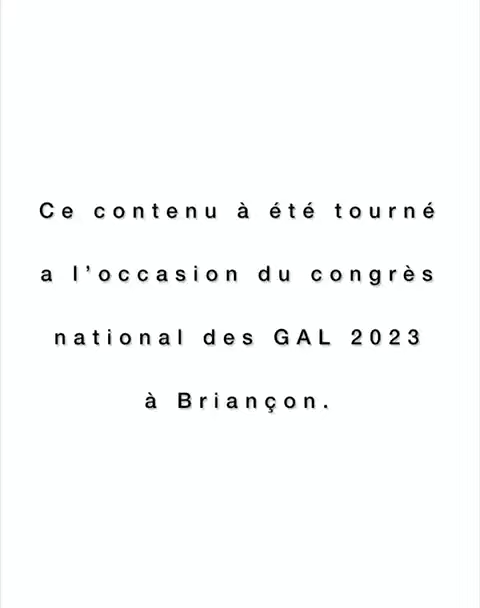 Ce contenu à été tourné
a l'occasion du congrès
national des GAL 2023
à Briançon.